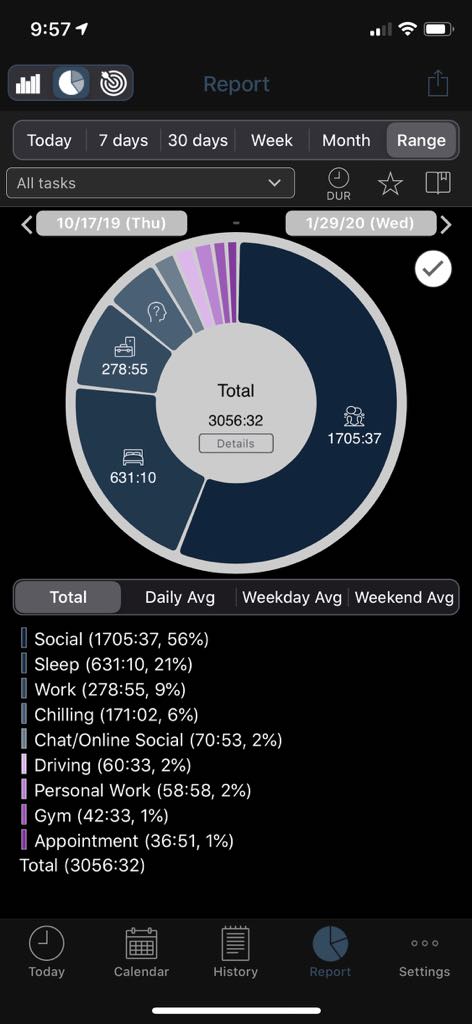 9:57
Report
Today 7 days 30 days Week Month Range
All tasks
DUR
10/17/19 (Thu) - 1/29/20 (Wed)
278:55
Total
3056:32
Details
1705:37
631:10
Total Daily Avg Weekday Avg Weekend Avg
Social (1705:37, 56%)
Sleep (631:10, 21%)
Work (278:55, 9%)
Chilling (171:02, 6%)
Chat/Online Social (70:53, 2%)
Driving (60:33, 2%)
Personal Work (58:58, 2%)
Gym (42:33, 1%)
Appointment (36:51, 1%)
Total (3056:32)
Today Calendar History Report Settings